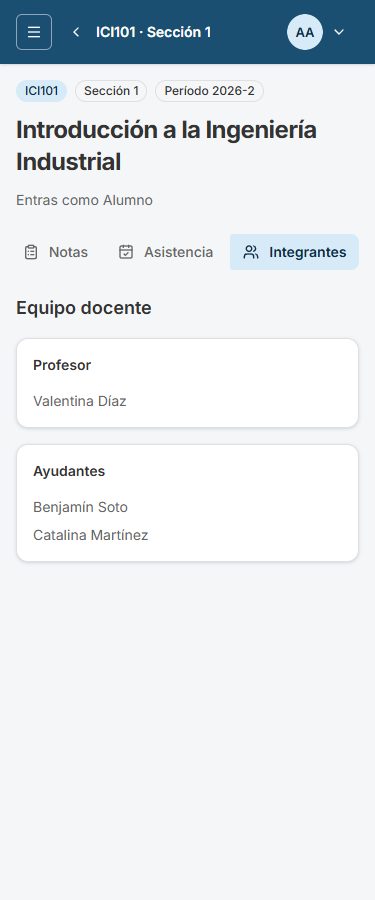 ICI101 · Sección 1
AA
ICI101
Sección 1
Período 2026-2
Introducción a la Ingeniería
Industrial
Entras como Alumno
Notas
Asistencia
Integrantes
Equipo docente
Profesor
Valentina Díaz
Ayudantes
Benjamín Soto
Catalina Martínez